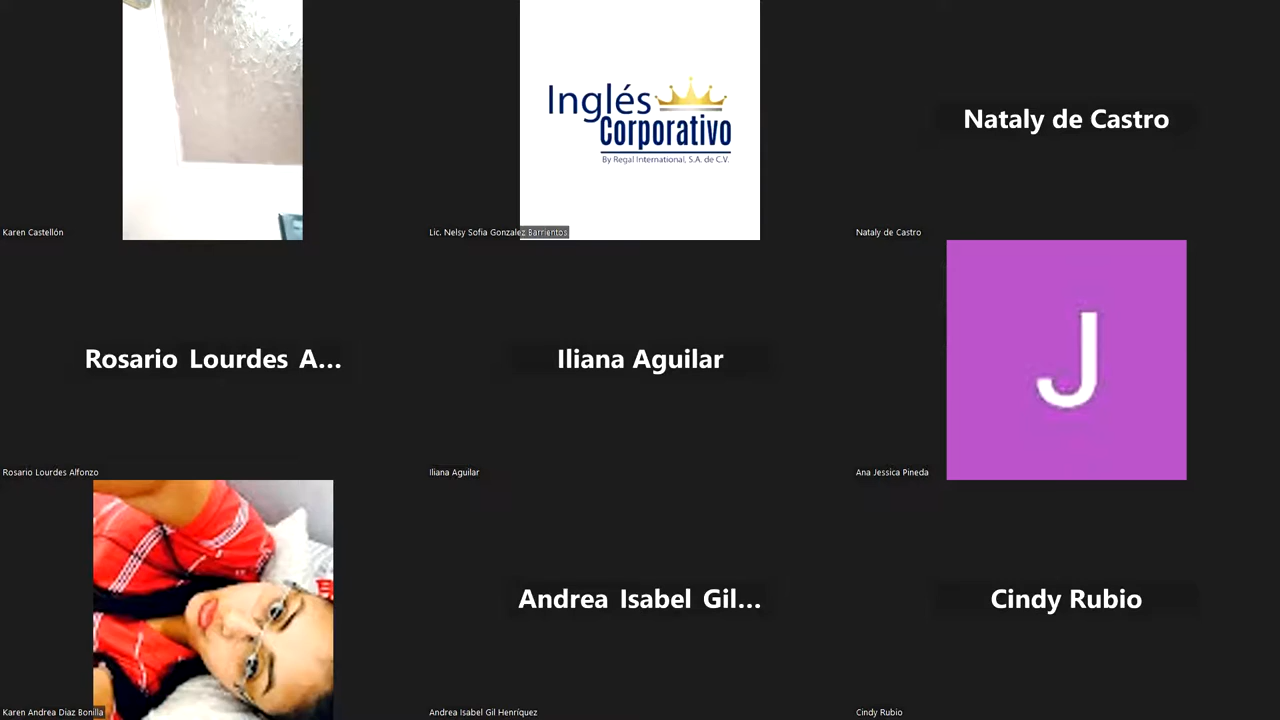 Karen Castellón
Inglés
Corporativo
By Regal International, S.A. de C.V.
Lic. Nelsy Sofia Gonzalez Barrientos
Nataly de Castro
Nataly de Castro
Rosario Lourdes A...
Rosario Lourdes Alfonzo
Iliana Aguilar
Iliana Aguilar
J
Ana Jessica Pineda
Karen Andrea Diaz Bonilla
Andrea Isabel Gil...
Andrea Isabel Gil Henríquez
Cindy Rubio
Cindy Rubio